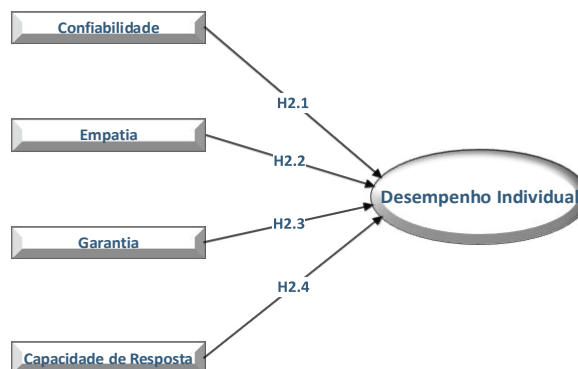 Confiabilidade
H2.1
Empatia
H2.2
Desempenho Individual
H2.3
Garantia
H2.4
Capacidade de Resposta